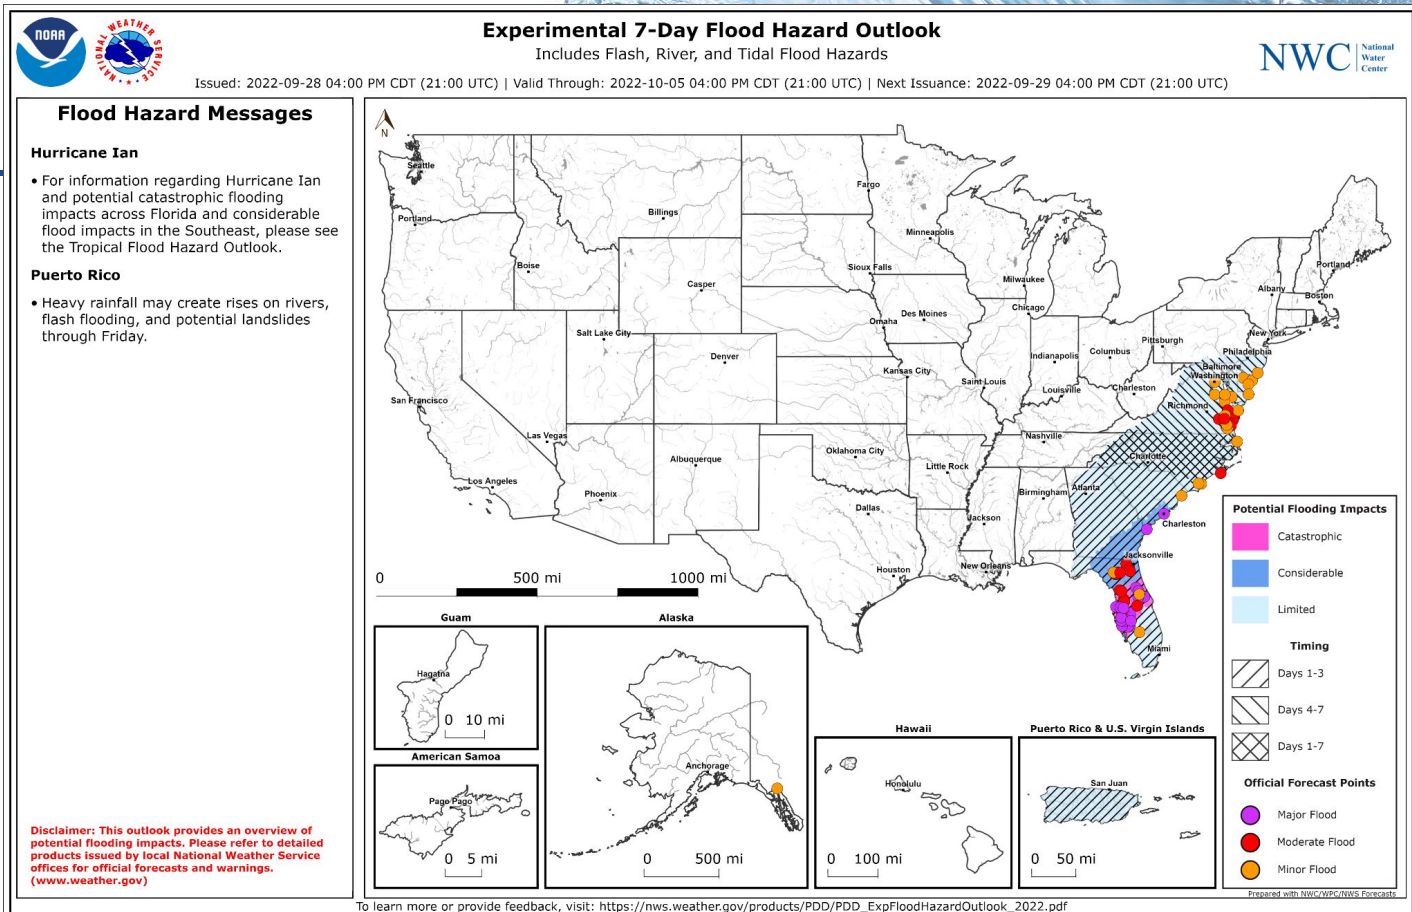 NOAA
NATIONAL WEATHER SERVICE
Experimental 7-Day Flood Hazard Outlook
Includes Flash, River, and Tidal Flood Hazards
NWC National
Water
Center
Issued: 2022-09-28 04:00 PM CDT (21:00 UTC) | Valid Through: 2022-10-05 04:00 PM CDT (21:00 UTC) | Next Issuance: 2022-09-29 04:00 PM CDT (21:00 UTC)
Flood Hazard Messages
Hurricane Ian
• For information regarding Hurricane Ian
and potential catastrophic flooding
impacts across Florida and considerable
flood impacts in the Southeast, please see
the Tropical Flood Hazard Outlook.
Puerto Rico
• Heavy rainfall may create rises on rivers,
flash flooding, and potential landslides
through Friday.
Disclaimer: This outlook provides an overview of
potential flooding impacts. Please refer to detailed
products issued by local National Weather Service
offices for official forecasts and warnings.
(www.weather.gov)
N
Seattle
Portland
Billings
Fargo
Minneapolis
Boise
Casper
Sioux Falls
Milwaukee
Chicago
Des Moines
Omaha
Salt Lake City
Denver
Kansas City
Saint Louis
Indianapolis
Columbus
Pittsburgh
Louisville
Charleston
Portland
Albany
Boston
New York
Philadelphia
Baltimore
Washington
Richmond
San Francisco
Las Vegas
Los Angeles
Phoenix
Albuquerque
Oklahoma City
Little Rock
Nashville
Charlotte
Atlanta
Birmingham
Dallas
Jackson
Charleston
Jacksonville
Houston
New Orleans
Miami
0 500 mi 1000 mi
Guam
Hagatna
0 10 mi
American Samoa
Pago Pago
0 5 mi
Alaska
Anchorage
0 500 mi
Hawaii
Honolulu
0 100 mi
Puerto Rico & U.S. Virgin Islands
San Juan
0 50 mi
Potential Flooding Impacts
Catastrophic
Considerable
Limited
Timing
Days 1-3
Days 4-7
Days 1-7
Official Forecast Points
Major Flood
Moderate Flood
Minor Flood
Prepared with NWC/WPC/NWS Forecasts
To learn more or provide feedback, visit: https://nws.weather.gov/products/PDD/PDD_ExpFloodHazardOutlook_2022.pdf